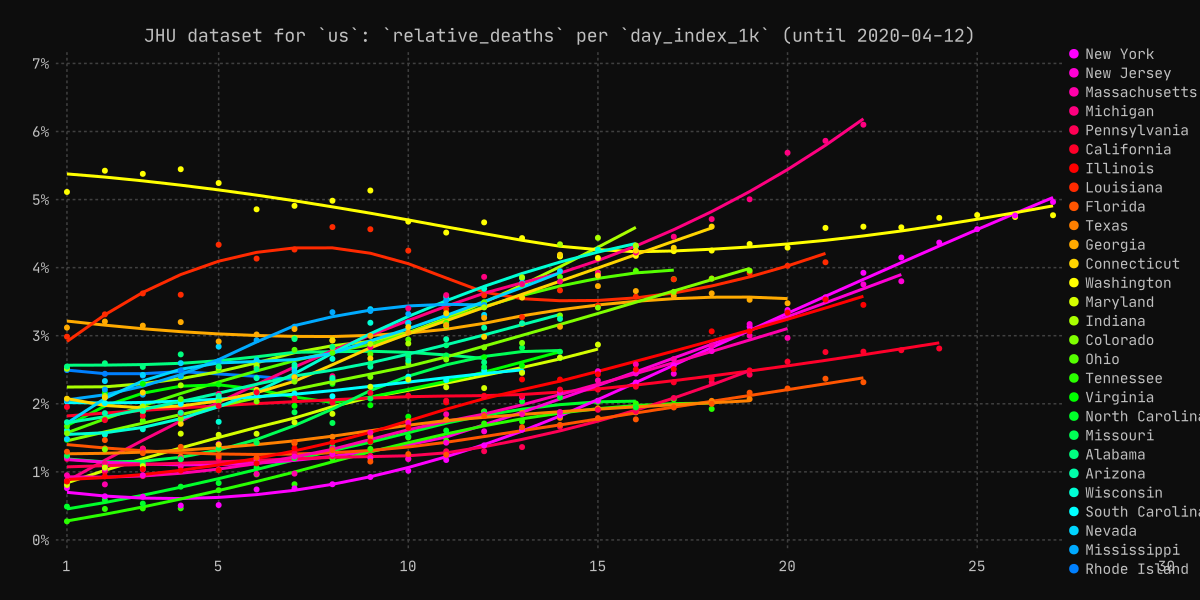 JHU dataset for `us`: `relative_deaths` per `day_index_1k` (until 2020-04-12)
7%
6%
5%
4%
3%
2%
1%
0%
1 5 10 15 20 25 30
New York
New Jersey
Massachusetts
Michigan
Pennsylvania
California
Illinois
Louisiana
Florida
Texas
Georgia
Connecticut
Washington
Maryland
Indiana
Colorado
Ohio
Tennessee
Virginia
North Carolina
Missouri
Alabama
Arizona
Wisconsin
South Carolina
Nevada
Mississippi
Rhode Island